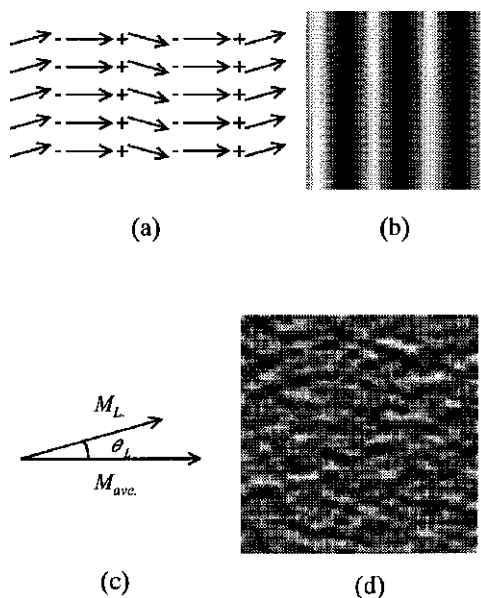 - + - +
- + - +
- + - +
- + - +
- + - +
(a)
(b)
M_L.
θ_L
M_ave.
(c)
(d)